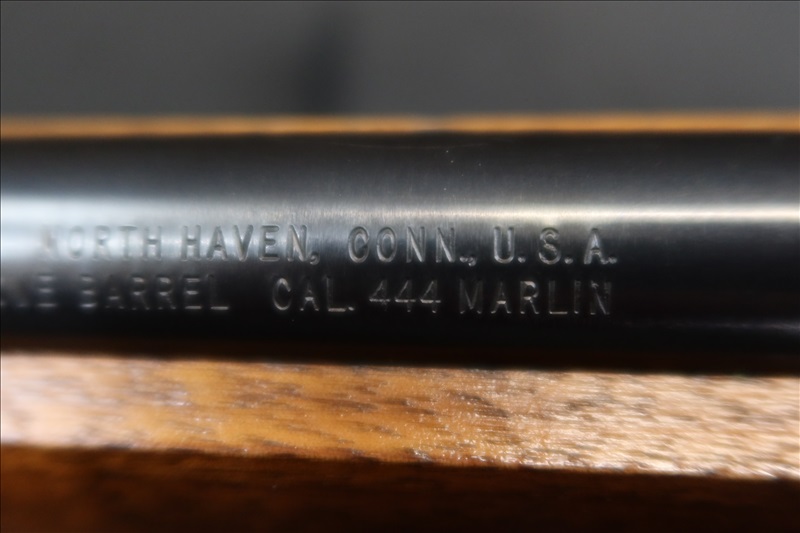 NORTH HAVEN, CONN., U.S.A.
BARREL CAL. 444 MARLIN